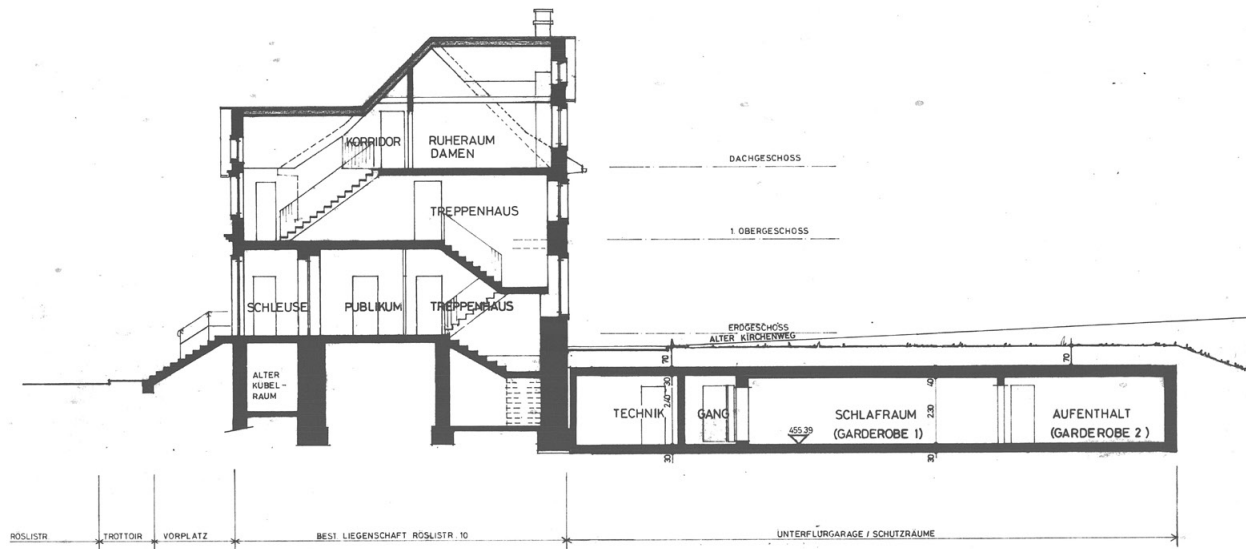 KORRIDOR
RUHERAUM
DAMEN
DACHGESCHOSS
TREPPENHAUS
1. OBERGESCHOSS
SCHLEUSE
PUBLIKUM
TREPPENHAUS
ERDGESCHOSS
ALTER KIRCHENWEG
70
70
ALTER
KÜBEL-
RAUM
TECHNIK
GANG
SCHLAFRAUM
(GARDEROBE 1)
AUFENTHALT
(GARDEROBE 2)
30
2.40
30
40
2.30
30
455.39
RÖSLISTR.
TROTTOIR
VORPLATZ
BEST. LIEGENSCHAFT RÖSLISTR. 10
UNTERFLURGARAGE / SCHUTZRÄUME